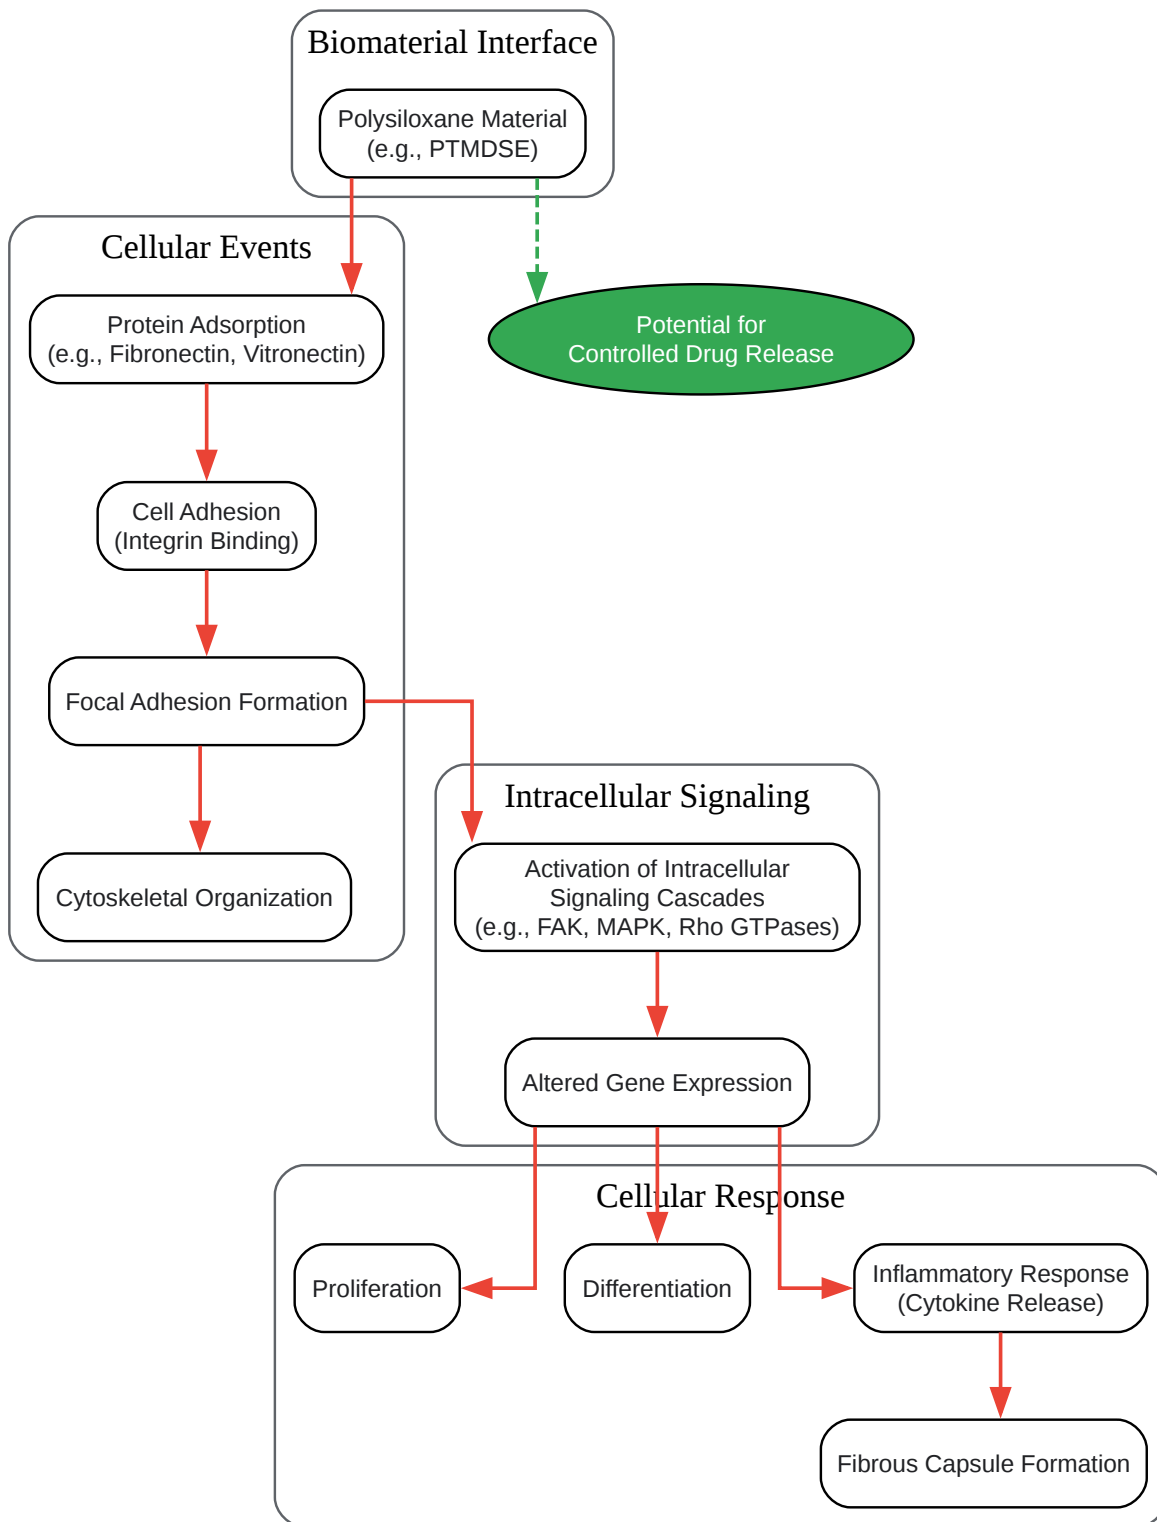 Biomaterial Interface
Polysiloxane Material
(e.g., PTMDSE)
Cellular Events
Protein Adsorption
(e.g., Fibronectin, Vitronectin)
Potential for
Controlled Drug Release
Cell Adhesion
(Integrin Binding)
Focal Adhesion Formation
Cytoskeletal Organization
Intracellular Signaling
Activation of Intracellular
Signaling Cascades
(e.g., FAK, MAPK, Rho GTPases)
Altered Gene Expression
Cellular Response
Proliferation
Differentiation
Inflammatory Response
(Cytokine Release)
Fibrous Capsule Formation